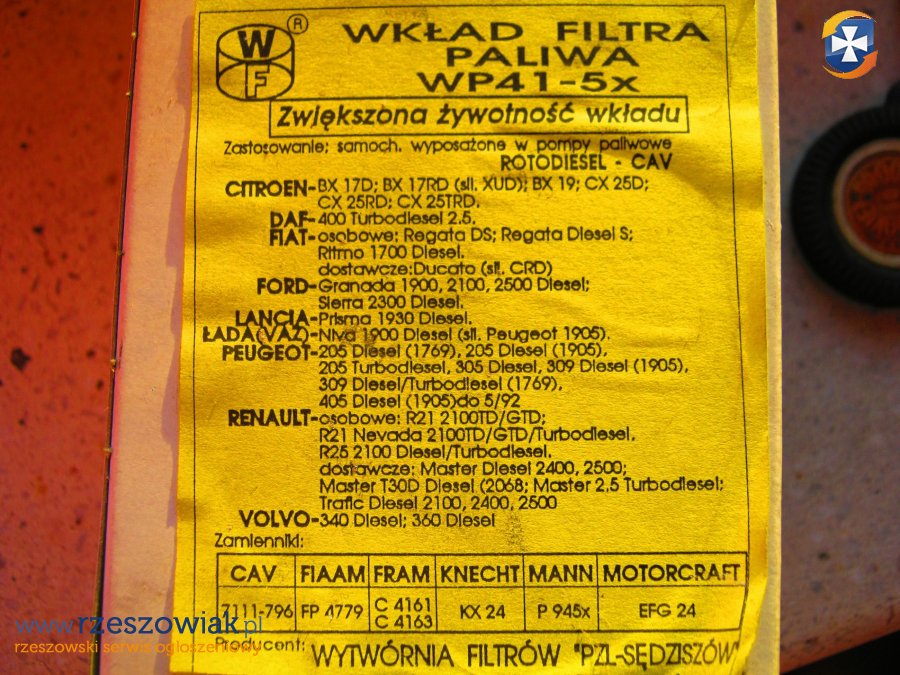 WF ®
WKŁAD FILTRA
PALIWA
WP41-5x
Zwiększona żywotność wkładu
Zastosowanie: samoch. wyposażone w pompy paliwowe
ROTODIESEL - CAV
CITROEN-BX 17D; BX 17RD (sil. XUD); BX 19; CX 25D;
CX 25RD; CX 25TRD.
DAF-400 Turbodiesel 2.5.
FIAT-osobowe: Regata DS; Regata Diesel S;
Ritmo 1700 Diesel.
dostawcze:Ducato (sil. CRD)
FORD-Granada 1900, 2100, 2500 Diesel;
Sierra 2300 Diesel.
LANCIA-Prisma 1930 Diesel.
ŁADA(VAZ)-Niva 1900 Diesel (sil. Peugeot 1905).
PEUGEOT-205 Diesel (1769), 205 Diesel (1905),
205 Turbodiesel, 305 Diesel, 309 Diesel (1905),
309 Diesel/Turbodiesel (1769),
405 Diesel (1905)do 5/92
RENAULT-osobowe: R21 2100TD/GTD;
R21 Nevada 2100TD/GTD/Turbodiesel,
R25 2100 Diesel/Turbodiesel.
dostawcze: Master Diesel 2400, 2500;
Master T30D Diesel (2068; Master 2,5 Turbodiesel;
Trafic Diesel 2100, 2400, 2500
VOLVO-340 Diesel; 360 Diesel
Zamienniki:
CAV FIAAM FRAM KNECHT MANN MOTORCRAFT
7111-796 FP 4779 C 4161 KX 24 P 945x EFG 24
C 4163
www.rzeszowiak.pl
rzeszowski serwis ogłoszeniowy
Producent: WYTWÓRNIA FILTRÓW "PZL-SĘDZISZÓW"